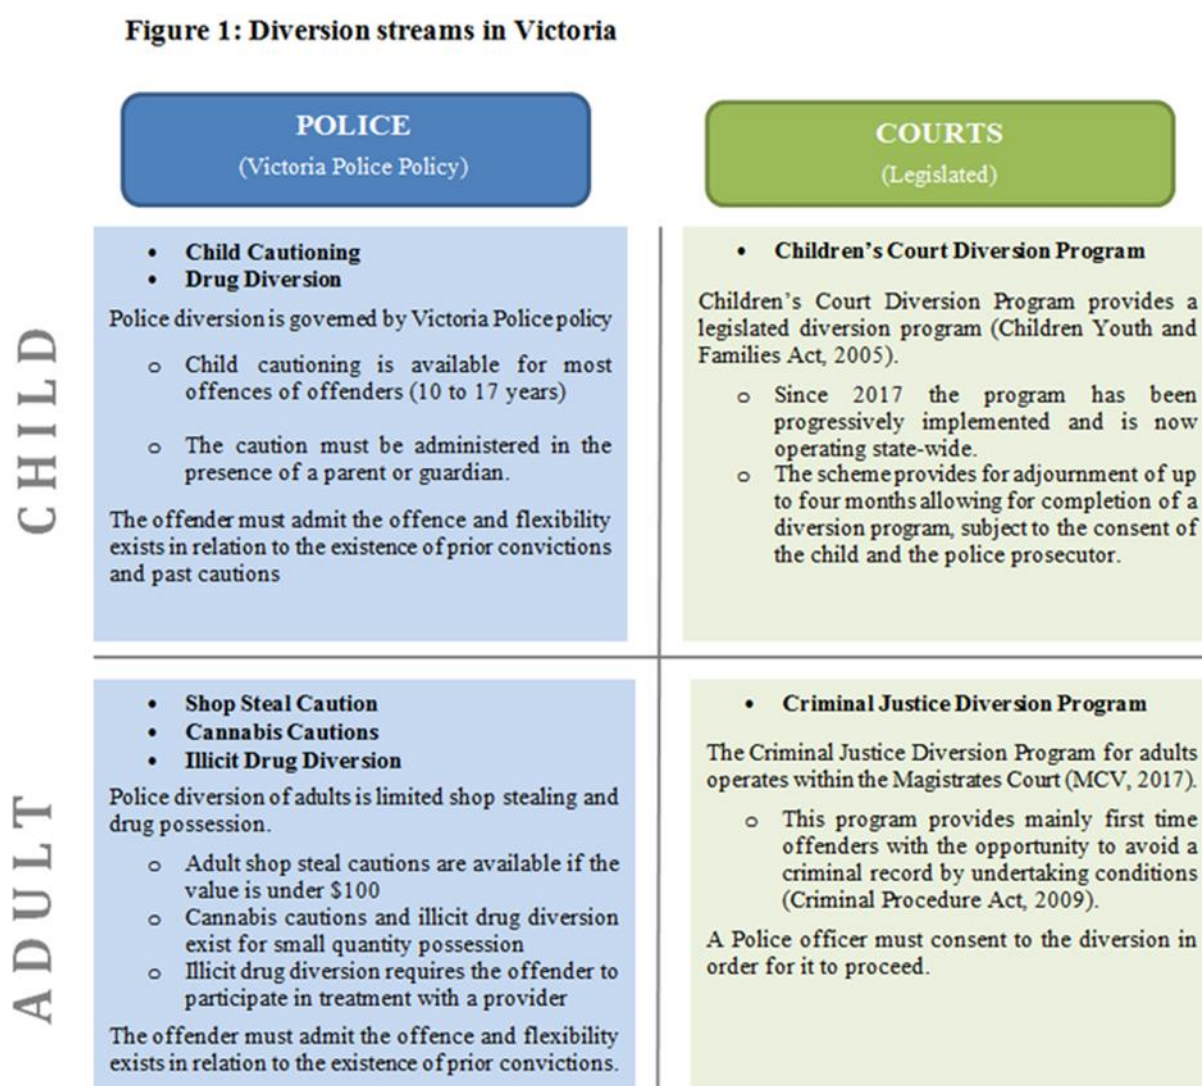 Figure 1: Diversion streams in Victoria
POLICE
(Victoria Police Policy)
COURTS
(Legislated)
CHILD
• Child Cautioning
• Drug Diversion
Police diversion is governed by Victoria Police policy
o Child cautioning is available for most
offences of offenders (10 to 17 years)
o The caution must be administered in the
presence of a parent or guardian.
The offender must admit the offence and flexibility
exists in relation to the existence of prior convictions
and past cautions
• Children's Court Diversion Program
Children's Court Diversion Program provides a
legislated diversion program (Children Youth and
Families Act, 2005).
o Since 2017 the program has been
progressively implemented and is now
operating state-wide.
o The scheme provides for adjournment of up
to four months allowing for completion of a
diversion program, subject to the consent of
the child and the police prosecutor.
ADULT
• Shop Steal Caution
• Cannabis Cautions
• Illicit Drug Diversion
Police diversion of adults is limited shop stealing and
drug possession.
o Adult shop steal cautions are available if the
value is under $100
o Cannabis cautions and illicit drug diversion
exist for small quantity possession
o Illicit drug diversion requires the offender to
participate in treatment with a provider
The offender must admit the offence and flexibility
exists in relation to the existence of prior convictions.
• Criminal Justice Diversion Program
The Criminal Justice Diversion Program for adults
operates within the Magistrates Court (MCV, 2017).
o This program provides mainly first time
offenders with the opportunity to avoid a
criminal record by undertaking conditions
(Criminal Procedure Act, 2009).
A Police officer must consent to the diversion in
order for it to proceed.